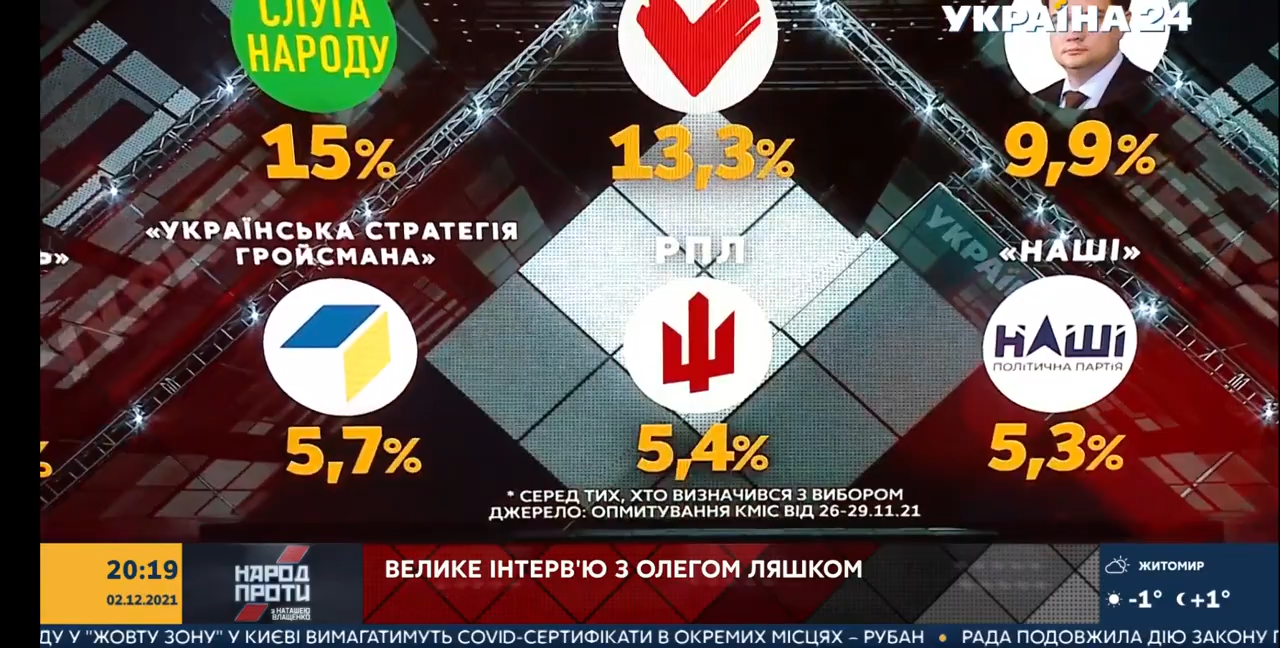 СЛУГА
НАРОДУ
УКРАЇНА 24
15%
13,3%
9,9%
Ь»
«УКРАЇНСЬКА СТРАТЕГІЯ
ГРОЙСМАНА»
РПЛ
«НАШІ»
НАШІ
ПОЛІТИЧНА ПАРТІЯ
%
5,7%
5,4%
5,3%
* СЕРЕД ТИХ, ХТО ВИЗНАЧИВСЯ З ВИБОРОМ
ДЖЕРЕЛО: ОПМИТУВАННЯ КМІС ВІД 26-29.11.21
20:19
02.12.2021
НАРОД
ПРОТИ
З НАТАШЕЮ
ВЛАЩЕНКО
ВЕЛИКЕ ІНТЕРВ'Ю З ОЛЕГОМ ЛЯШКОМ
ЖИТОМИР
-1° +1°
ДУ У "ЖОВТУ ЗОНУ" У КИЄВІ ВИМАГАТИМУТЬ COVID-СЕРТИФІКАТИ В ОКРЕМИХ МІСЦЯХ – РУБАН • РАДА ПОДОВЖИЛА ДІЮ ЗАКОНУ